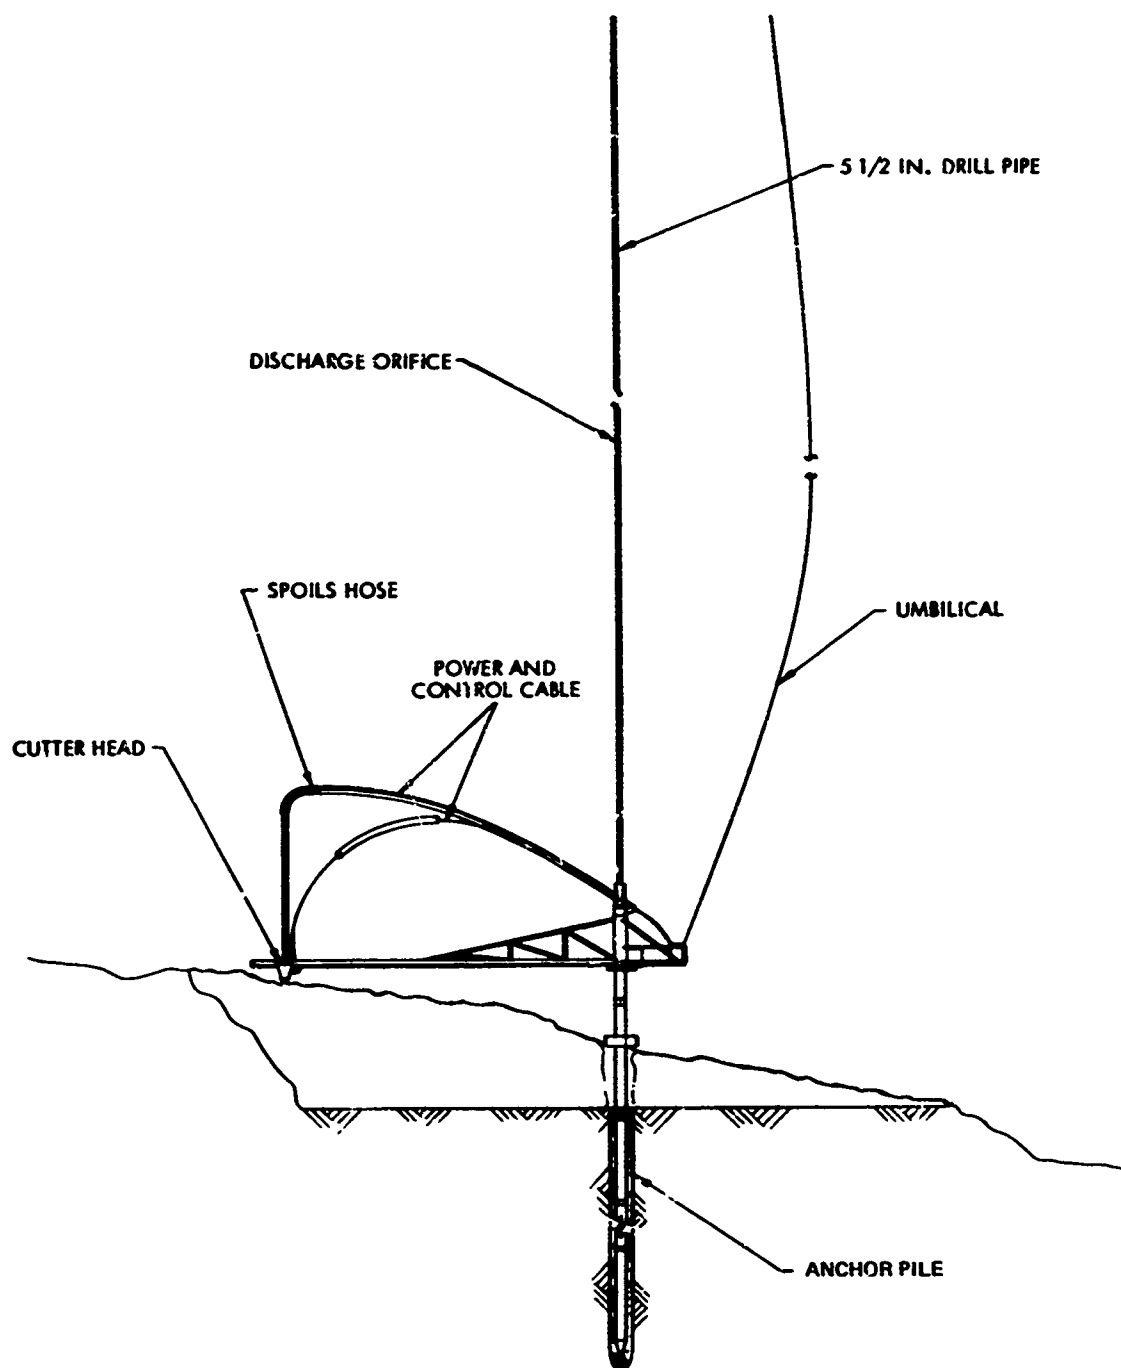 5 1/2 IN. DRILL PIPE
DISCHARGE ORIFICE
SPOILS HOSE
UMBILICAL
POWER AND
CONTROL CABLE
CUTTER HEAD
ANCHOR PILE